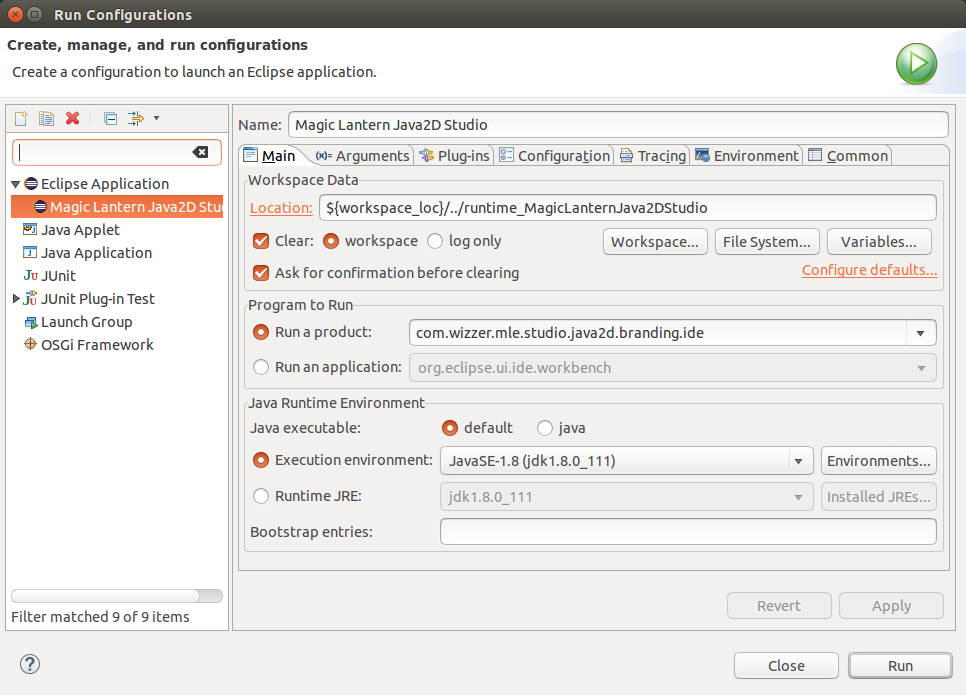 Run Configurations
Create, manage, and run configurations
Create a configuration to launch an Eclipse application.
Eclipse Application
Magic Lantern Java2D Stu
Java Applet
Java Application
Ju JUnit
JUnit Plug-in Test
Launch Group
OSGi Framework
Filter matched 9 of 9 items
Name: Magic Lantern Java2D Studio
Main (x)= Arguments Plug-ins Configuration Tracing Environment Common
Workspace Data
Location: ${workspace_loc}/../runtime_MagicLanternJava2DStudio
Clear: workspace log only Workspace... File System... Variables...
Ask for confirmation before clearing Configure defaults...
Program to Run
Run a product: com.wizzer.mle.studio.java2d.branding.ide
Run an application: org.eclipse.ui.ide.workbench
Java Runtime Environment
Java executable: default java
Execution environment: JavaSE-1.8 (jdk1.8.0_111) Environments...
Runtime JRE: jdk1.8.0_111 Installed JREs...
Bootstrap entries:
Revert Apply
? Close Run